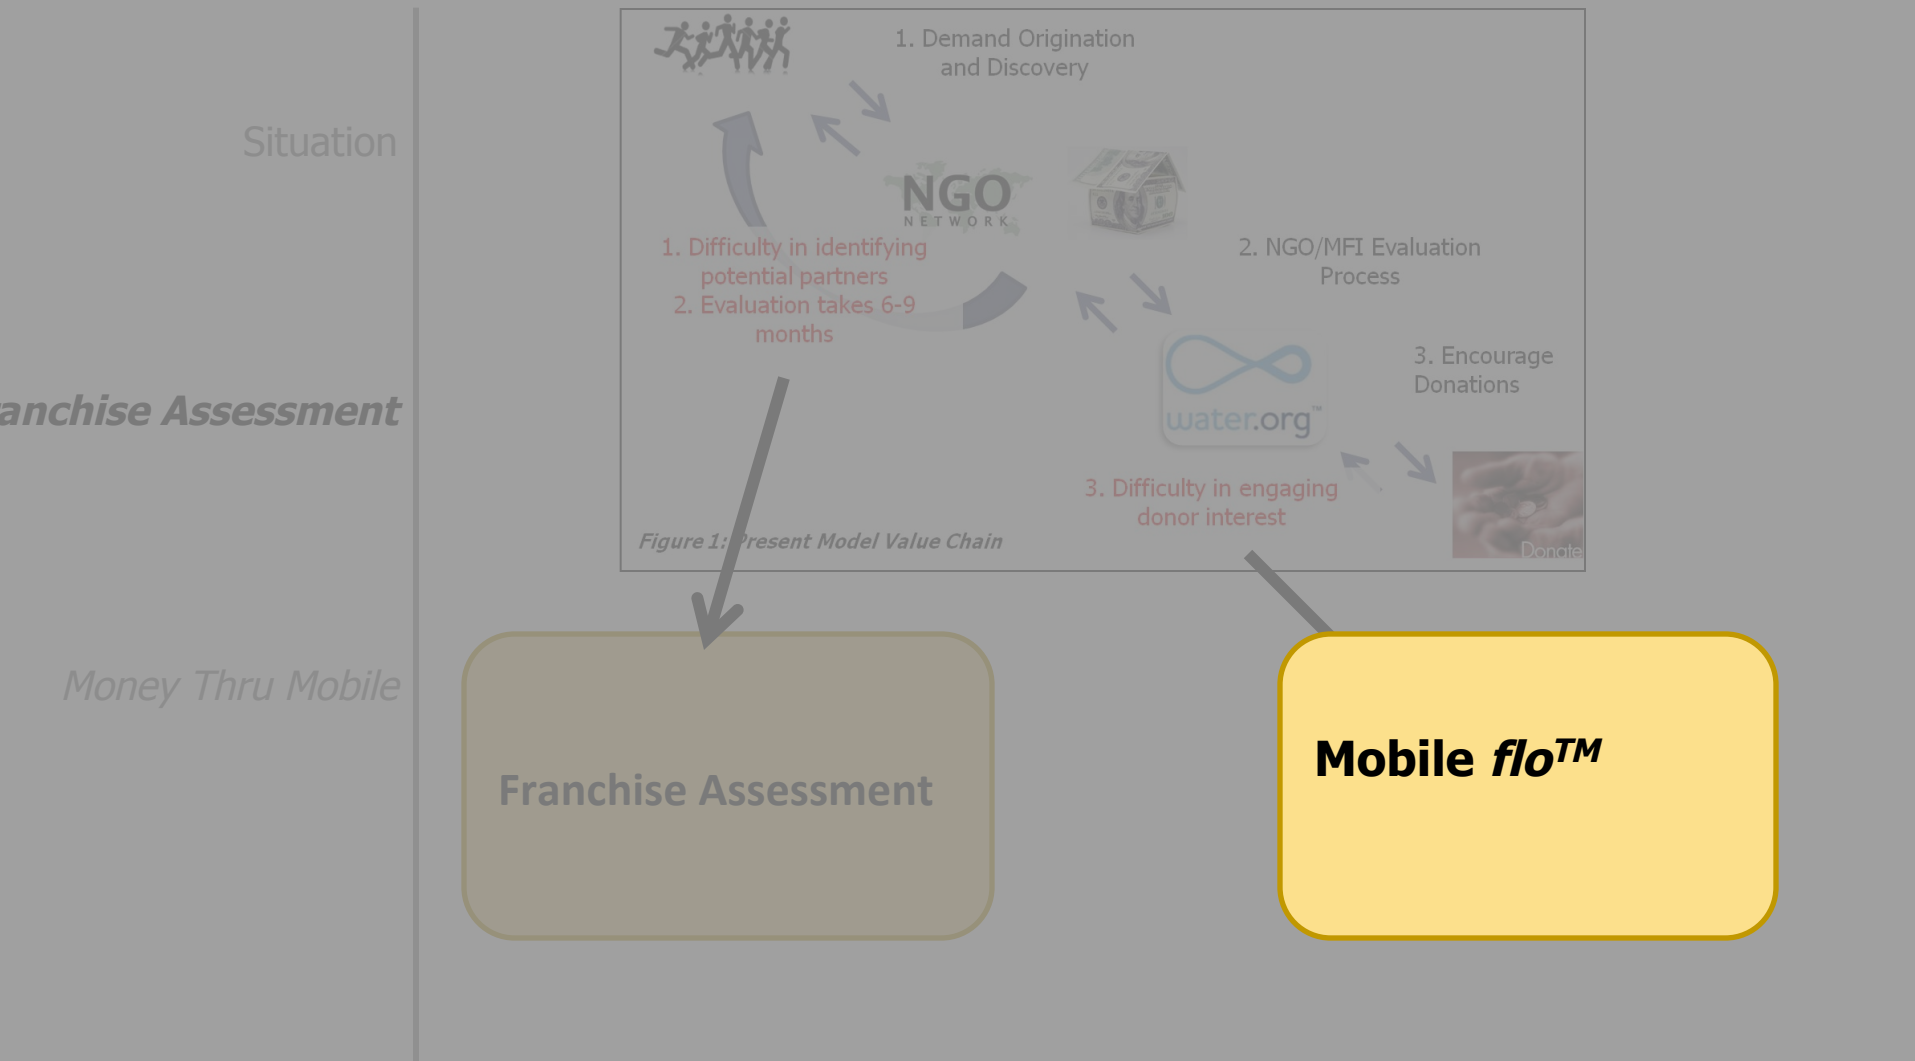 Situation
anchise Assessment
Money Thru Mobile
1. Demand Origination
and Discovery
NGO
NETWORK
1. Difficulty in identifying
potential partners
2. Evaluation takes 6-9
months
2. NGO/MFI Evaluation
Process
water.org™
3. Encourage
Donations
3. Difficulty in engaging
donor interest
Donate
Figure 1: Present Model Value Chain
Franchise Assessment
Mobile flo™